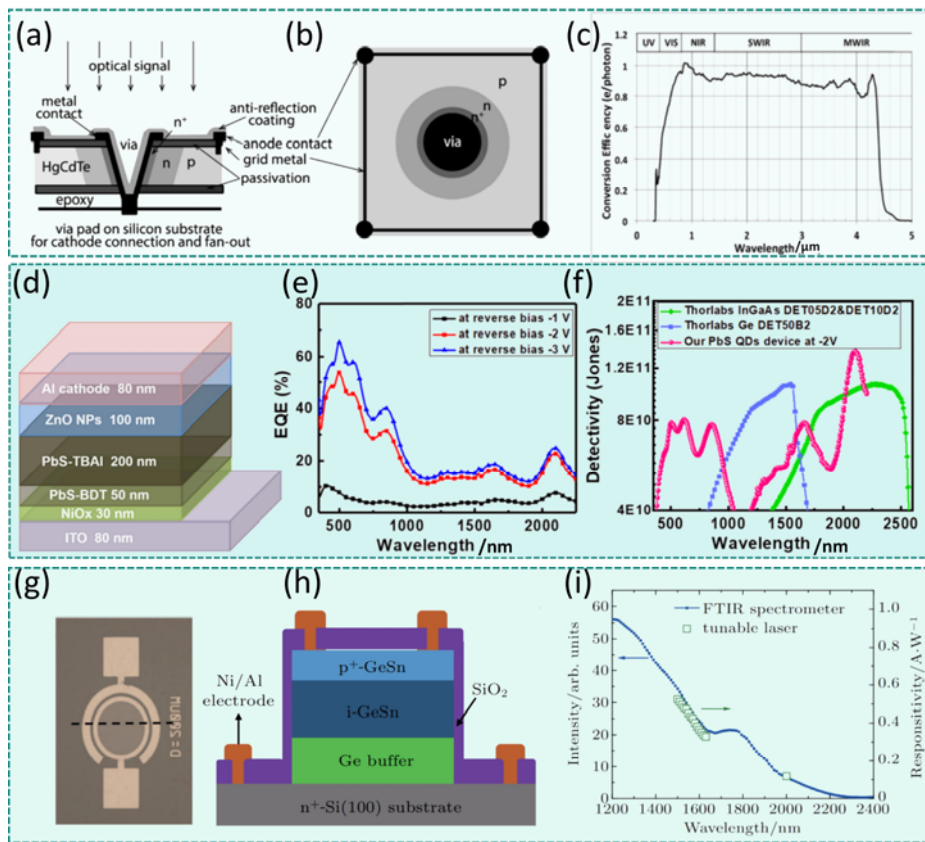 (a)
optical signal
metal
contact
via
n⁺
anti-reflection
coating
anode contact
grid metal
HgCdTe
n
p
passivation
epoxy
via pad on silicon substrate
for cathode connection and fan-out
(b)
p
n
n⁺
via
(c)
UV VIS NIR SWIR MWIR
Conversion Effic ency (e/photon)
1.2
1
0.8
0.6
0.4
0.2
0
0 1 2 3 4 5
Wavelength/μm
(d)
Al cathode 80 nm
ZnO NPs 100 nm
PbS-TBAI 200 nm
PbS-BDT 50 nm
NiOx 30 nm
ITO 80 nm
(e)
at reverse bias -1 V
at reverse bias -2 V
at reverse bias -3 V
EQE (%)
80
60
40
20
0
500 1000 1500 2000
Wavelength /nm
(f)
Thorlabs InGaAs DET05D2&DET10D2
Thorlabs Ge DET50B2
Our PbS QDs device at -2V
Detectivity (Jones)
2E11
1.6E11
1.2E11
8E10
4E10
500 1000 1500 2000 2500
Wavelength /nm
(g)
D=
(h)
Ni/Al
electrode
p⁺-GeSn
i-GeSn
Ge buffer
SiO₂
n⁺-Si(100) substrate
(i)
FTIR spectrometer
tunable laser
Intensity/arb. units
60
50
40
30
20
10
0
Responsivity/A·W⁻¹
1.0
0.8
0.6
0.4
0.2
0
1200 1400 1600 1800 2000 2200 2400
Wavelength/nm